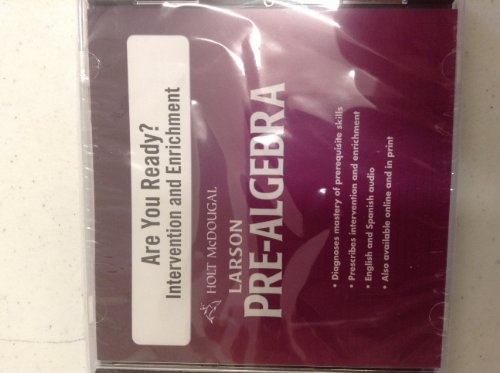 Are You Ready?
Intervention and Enrichment
HOLT McDOUGAL
LARSON
PRE-ALGEBRA
• Diagnoses mastery of prerequisite skills
• Prescribes intervention and enrichment
• English and Spanish audio
• Also available online and in print